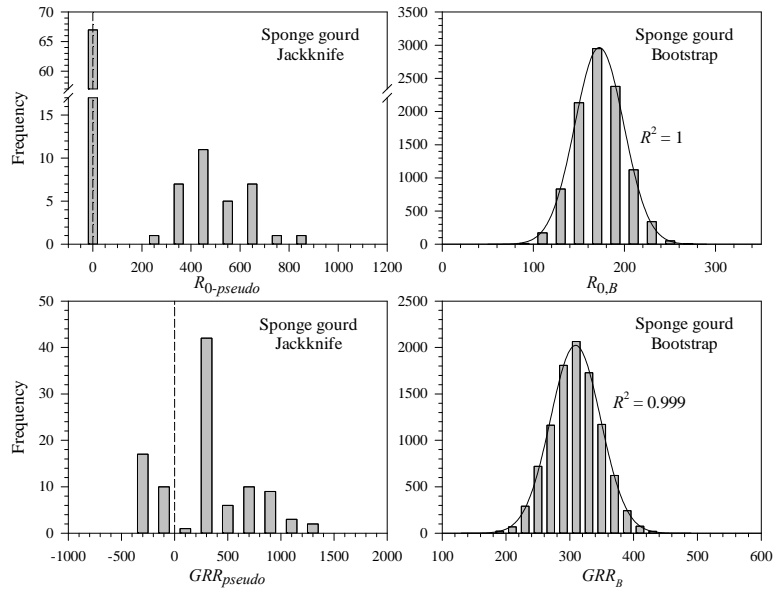 70
60
15
10
5
0
Frequency
Sponge gourd
Jackknife
0 200 400 600 800 1000 1200
R0-pseudo
3500
3000
2500
2000
1500
1000
500
0
Sponge gourd
Bootstrap
R² = 1
0 100 200 300
R0,B
50
40
30
20
10
0
Frequency
Sponge gourd
Jackknife
-1000 -500 0 500 1000 1500 2000
GRRpseudo
2500
2000
1500
1000
500
0
Sponge gourd
Bootstrap
R² = 0.999
100 200 300 400 500 600
GRRB